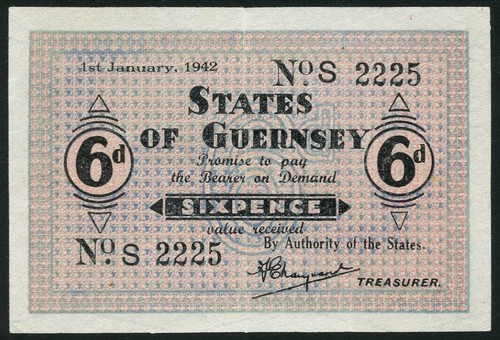 1st January, 1942
No. S 2225
STATES
OF GUERNSEY
6d
6d
Promise to pay
the Bearer on Demand
SIXPENCE
value received
No. S 2225
By Authority of the States.
TREASURER.